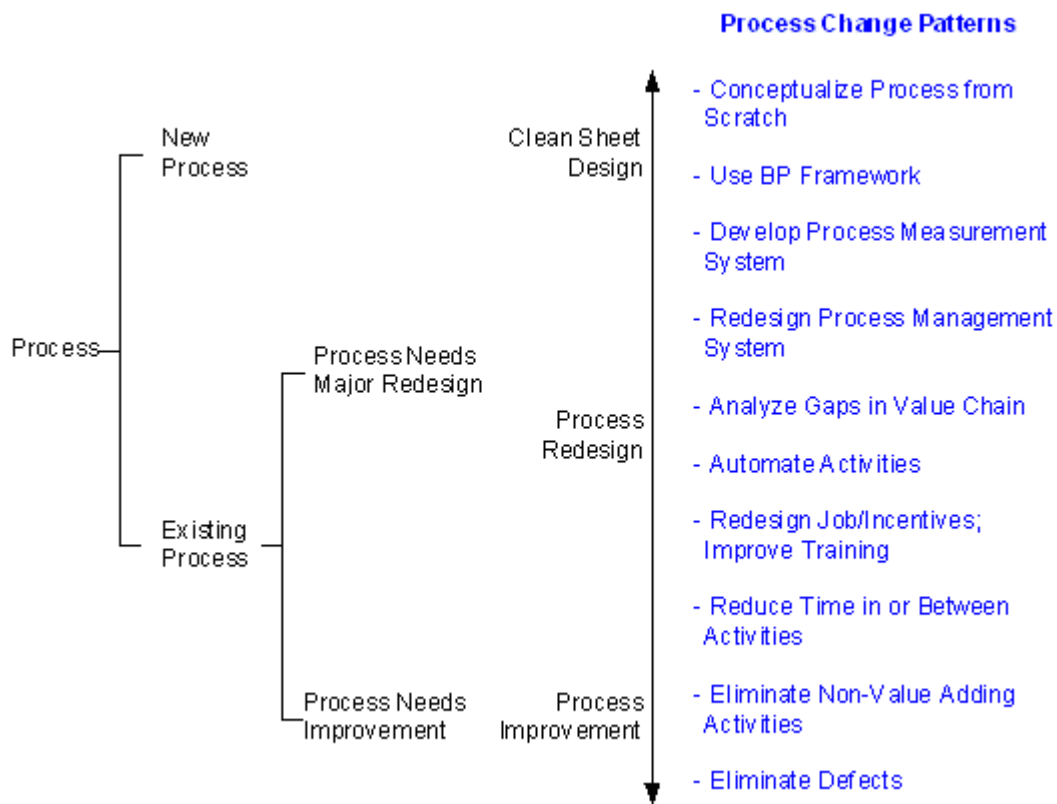 Process Change Patterns
- Conceptualize Process from
Scratch
New
Process
Clean Sheet
Design
- Use BP Framework
- Develop Process Measurement
System
- Redesign Process Management
System
Process
Process Needs
Major Redesign
- Analyze Gaps in Value Chain
Process
Redesign
- Automate Activities
Existing
Process
- Redesign Job/Incentives;
Improve Training
- Reduce Time in or Between
Activities
Process Needs
Improvement
Process
Improvement
- Eliminate Non-Value Adding
Activities
- Eliminate Defects